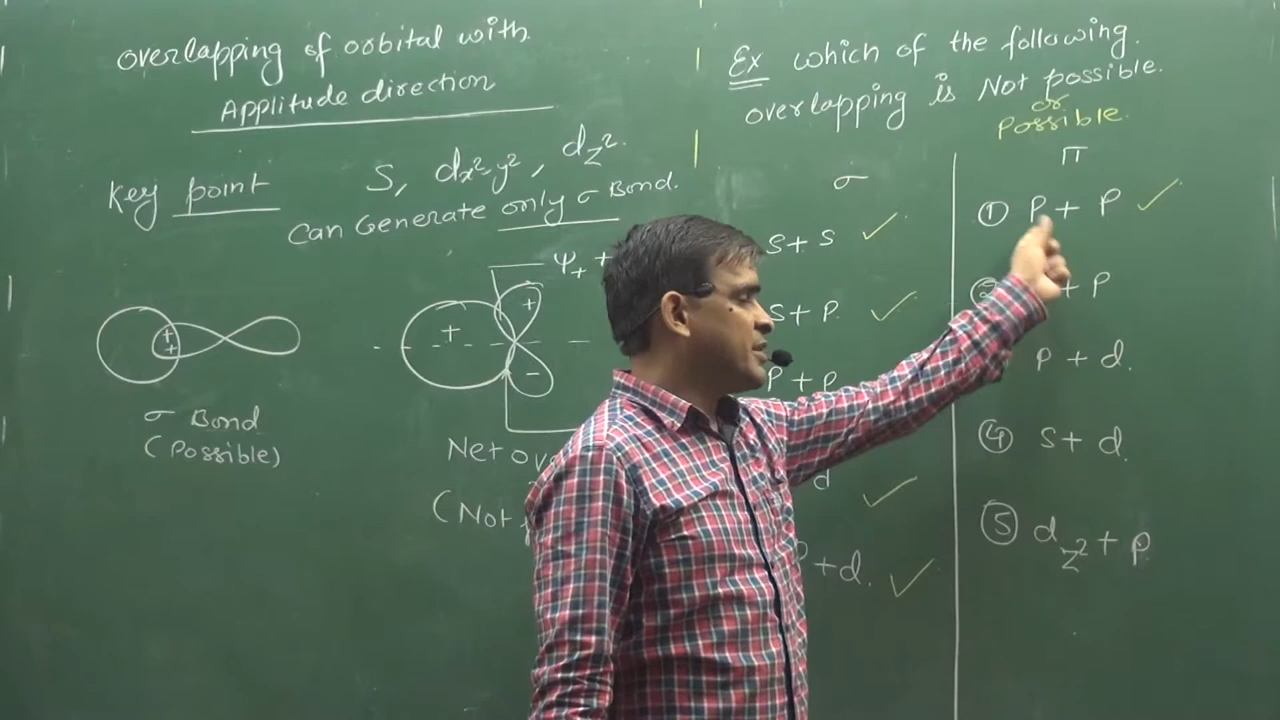 overlapping of orbital with
Applitude direction
Key point
S, dx²-y², dz².
Can Generate only σ Bond.
+
+
σ Bond
(Possible)
ψ+ +
+
+
-
Net
(Not
Ex which of the following.
overlapping is Not possible.
or
Possible.
σ
S+ S ✓
S+ P. ✓
P + P
d ✓
+d. ✓
π
① P + P ✓
+ P
P + d.
④ S+ d.
⑤ dz² + P